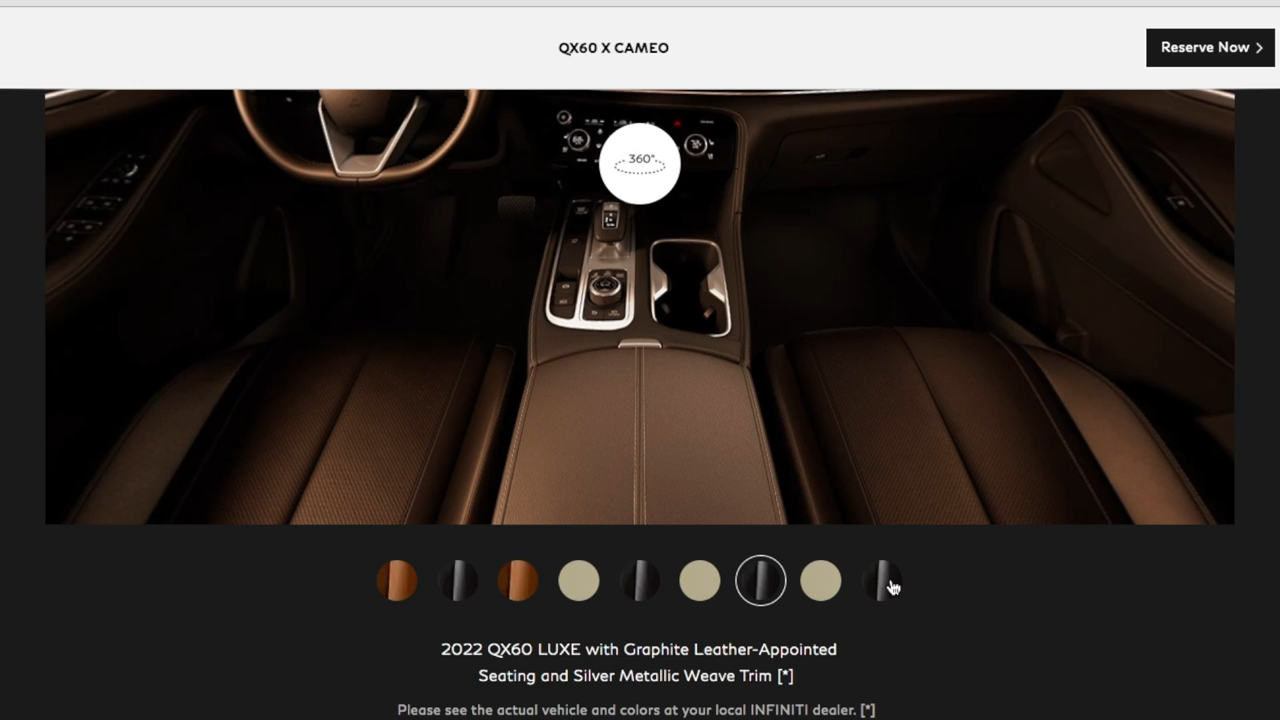 QX60 X CAMEO
Reserve Now
360°
2022 QX60 LUXE with Graphite Leather-Appointed
Seating and Silver Metallic Weave Trim [*]
Please see the actual vehicle and colors at your local INFINITI dealer. [*]